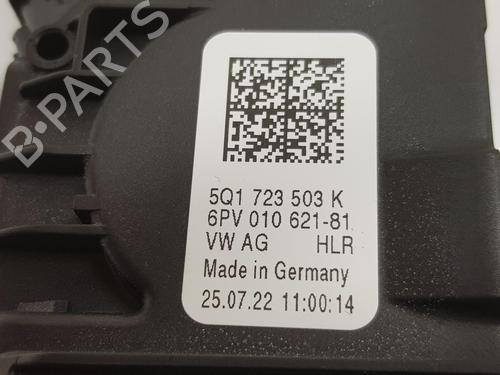 B-PARTS
5Q1 723 503 K
6PV 010 621-81
VW AG HLR
Made in Germany
25.07.22 11:00:14